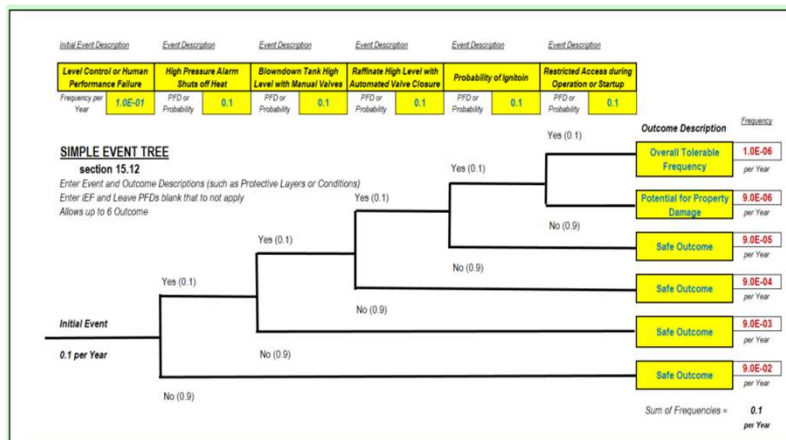 Initial Event Description Event Description Event Description Event Description Event Description Event Description
Level Control or Human Performance Failure
High Pressure Alarm Shuts off Heat
Blowndown Tank High Level with Manual Valves
Raffinate High Level with Automated Valve Closure
Probability of Ignitoin
Restricted Access during Operation or Startup
Frequency per Year 1.0E-01 PFD or Probability 0.1 PFD or Probability 0.1 PFD or Probability 0.1 PFD or Probability 0.1 PFD or Probability 0.1
Frequency
Outcome Description
Yes (0.1)
SIMPLE EVENT TREE
section 15.12
Enter Event and Outcome Descriptions (such as Protective Layers or Conditions)
Enter IEF and Leave PFDs blank that to not apply
Allows up to 6 Outcome
Overall Tolerable Frequency
1.0E-06
per Year
Yes (0.1)
Potential for Property Damage
9.0E-06
per Year
Yes (0.1)
No (0.9)
Safe Outcome
9.0E-05
per Year
Yes (0.1)
No (0.9)
Safe Outcome
9.0E-04
per Year
Yes (0.1)
No (0.9)
Initial Event
0.1 per Year
Safe Outcome
9.0E-03
per Year
No (0.9)
Safe Outcome
9.0E-02
per Year
No (0.9)
Sum of Frequencies = 0.1
per Year